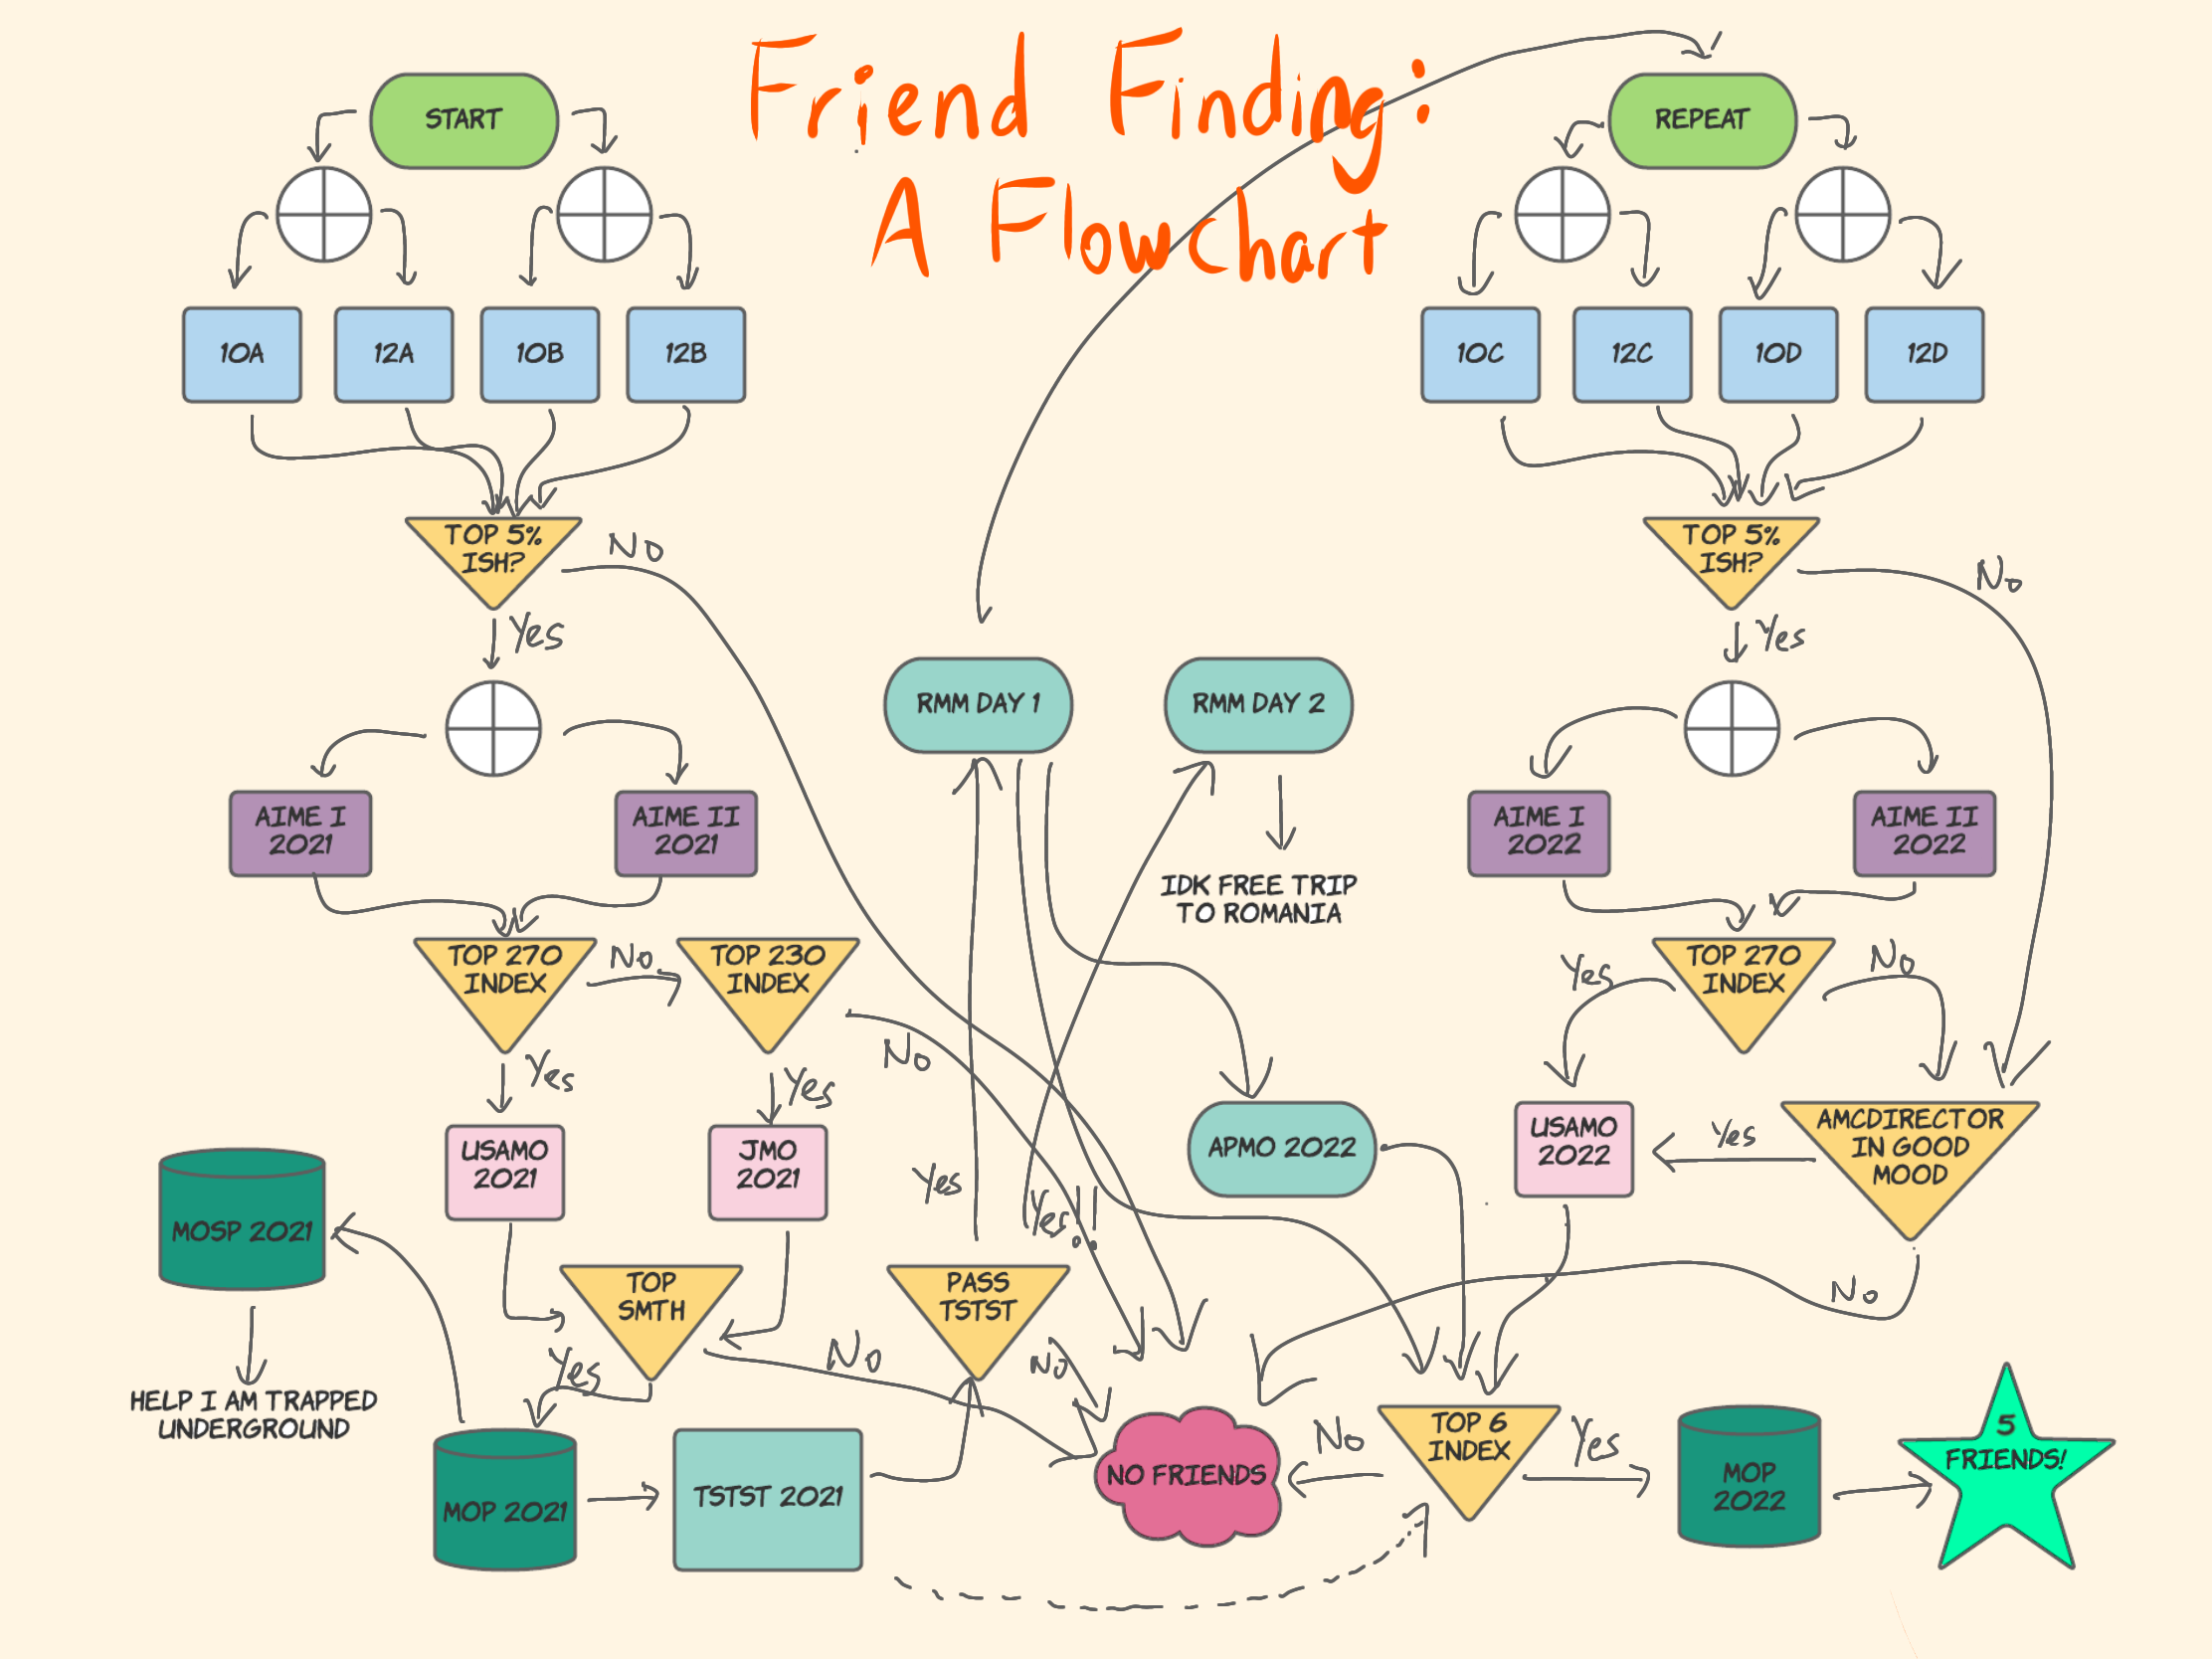 Friend Finding:
A Flowchart
START
REPEAT
10A
12A
10B
12B
10C
12C
10D
12D
TOP 5%
ISH?
No
TOP 5%
ISH?
No
Yes
Yes
RMM DAY 1
RMM DAY 2
AIME I
2021
AIME II
2021
AIME I
2022
AIME II
2022
IDK FREE TRIP
TO ROMANIA
TOP 270
INDEX
No
TOP 230
INDEX
Yes
TOP 270
INDEX
No
No
Yes
Yes
USAMO
2021
JMO
2021
Yes
Yes!!
APMO 2022
USAMO
2022
Yes
AMCDIRECTOR
IN GOOD
MOOD
MOSP 2021
TOP
SMTH
PASS
TSTST
No
No
No
Yes
HELP I AM TRAPPED
UNDERGROUND
MOP 2021
TSTST 2021
NO FRIENDS
No
TOP 6
INDEX
Yes
MOP
2022
5
FRIENDS!